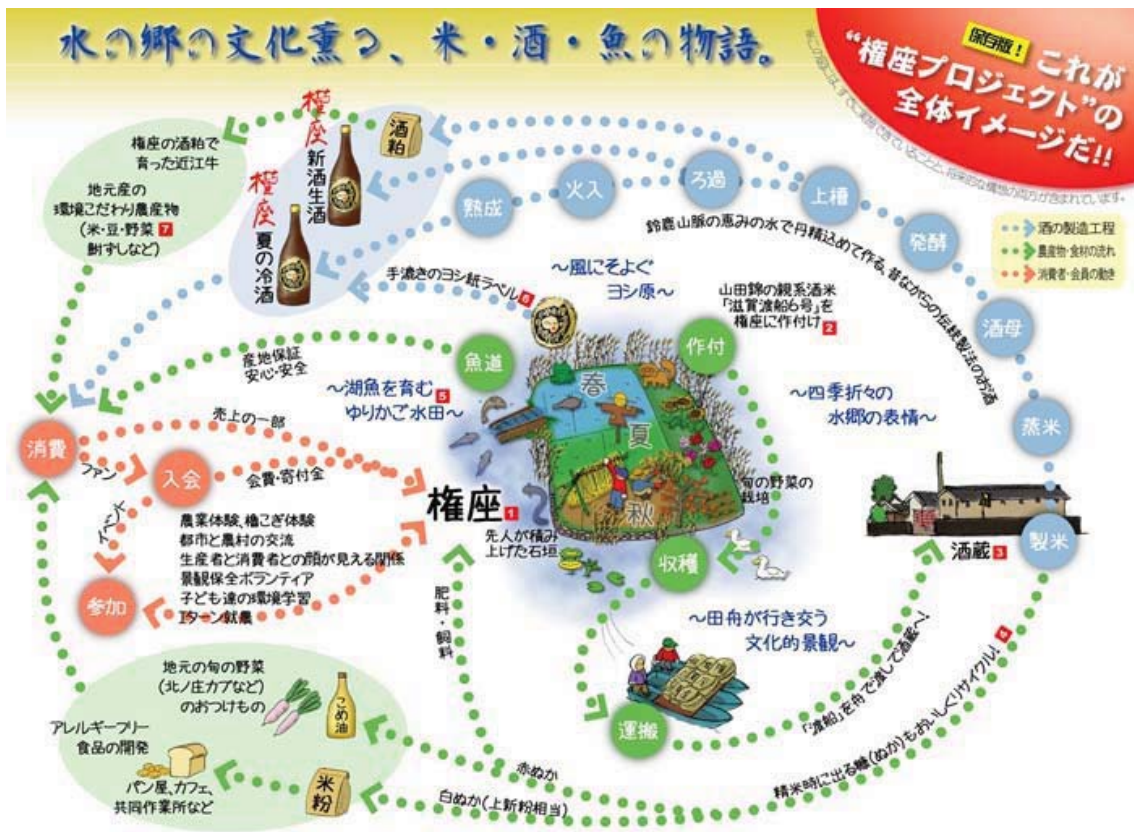 水の郷の文化薫つ、米・酒・魚の物語。
保存版!
これが
“権座プロジェクト”の
全体イメージだ!!
酒の製造工程
農産物・食材の流れ
消費者・会員の動き
権座の酒粕で
育った近江牛
地元産の
環境こだわり農産物
(米・豆・野菜 7
鮒ずしなど)
権座
新酒生酒
酒粕
権座
夏の冷酒
熟成
火入
ろ過
上槽
発酵
酒母
蒸米
製米
鈴鹿山脈の恵みの水で丹精込めて作る、昔ながらの伝統製法のお酒
手漉きのヨシ紙ラベル 6
~風にそよぐ
ヨシ原~
山田錦の親系酒米
「滋賀渡船6号」を
権座に作付け 2
作付
魚道
産地保証
安心・安全
~湖魚を育む 5
ゆりかご水田~
春
夏
秋
~四季折々の
水郷の表情~
旬の野菜の
栽培
消費
売上の一部
ファン
入会
会費・寄付金
イベント
参加
農業体験、櫓こぎ体験
都市と農村の交流
生産者と消費者との顔が見える関係
景観保全ボランティア
子ども達の環境学習
Iターン就農
権座 1
先人が積み
上げた石垣
収穫
酒蔵 3
肥料・飼料
~田舟が行き交う
文化的景観~
運搬
「渡船」を舟で渡して酒蔵へ!
精米時に出る糠(ぬか)もおいしくリサイクル! 4
地元の旬の野菜
(北ノ庄カブなど)
のおつけもの
こめ油
アレルギーフリー
食品の開発
パン屋、カフェ、
共同作業所など
米粉
赤ぬか
白ぬか(上新粉相当)